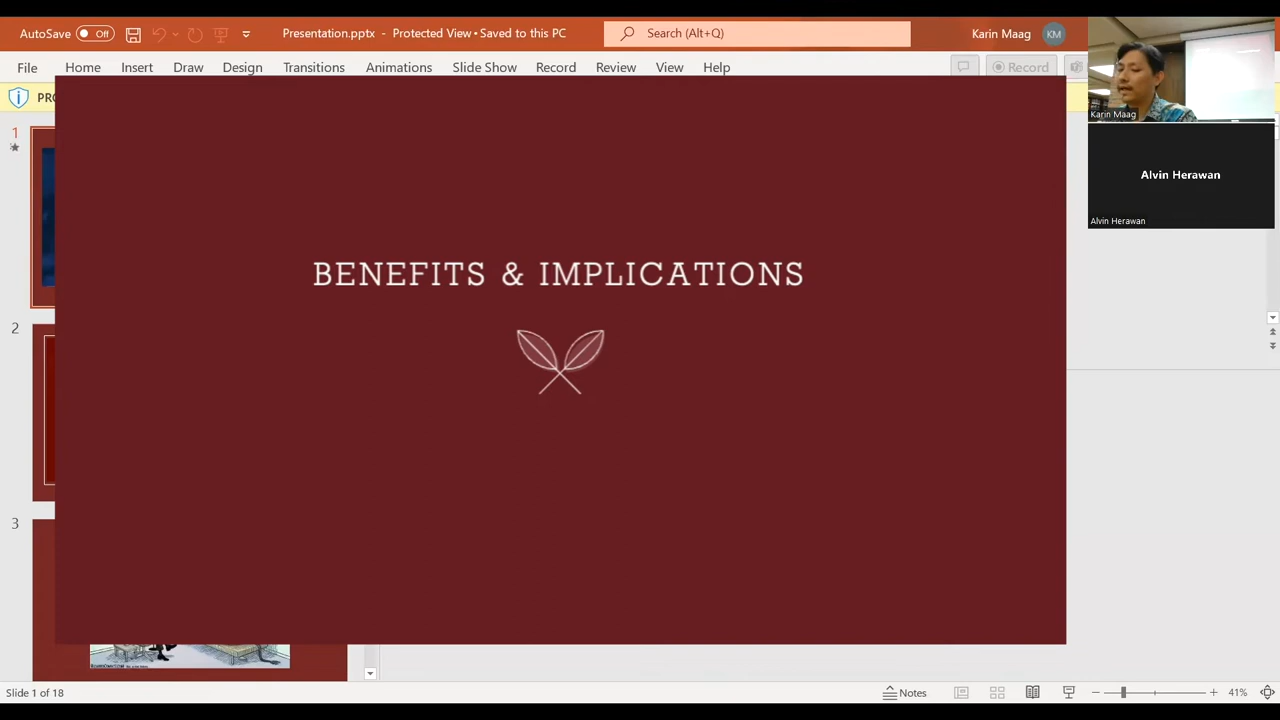 AutoSave Off Presentation.pptx - Protected View • Saved to this PC Search (Alt+Q) Karin Maag KM
File Home Insert Draw Design Transitions Animations Slide Show Record Review View Help Record
PRO
Karin Maag
1
Alvin Herawan
Alvin Herawan
BENEFITS & IMPLICATIONS
2
3
Slide 1 of 18 Notes 41%